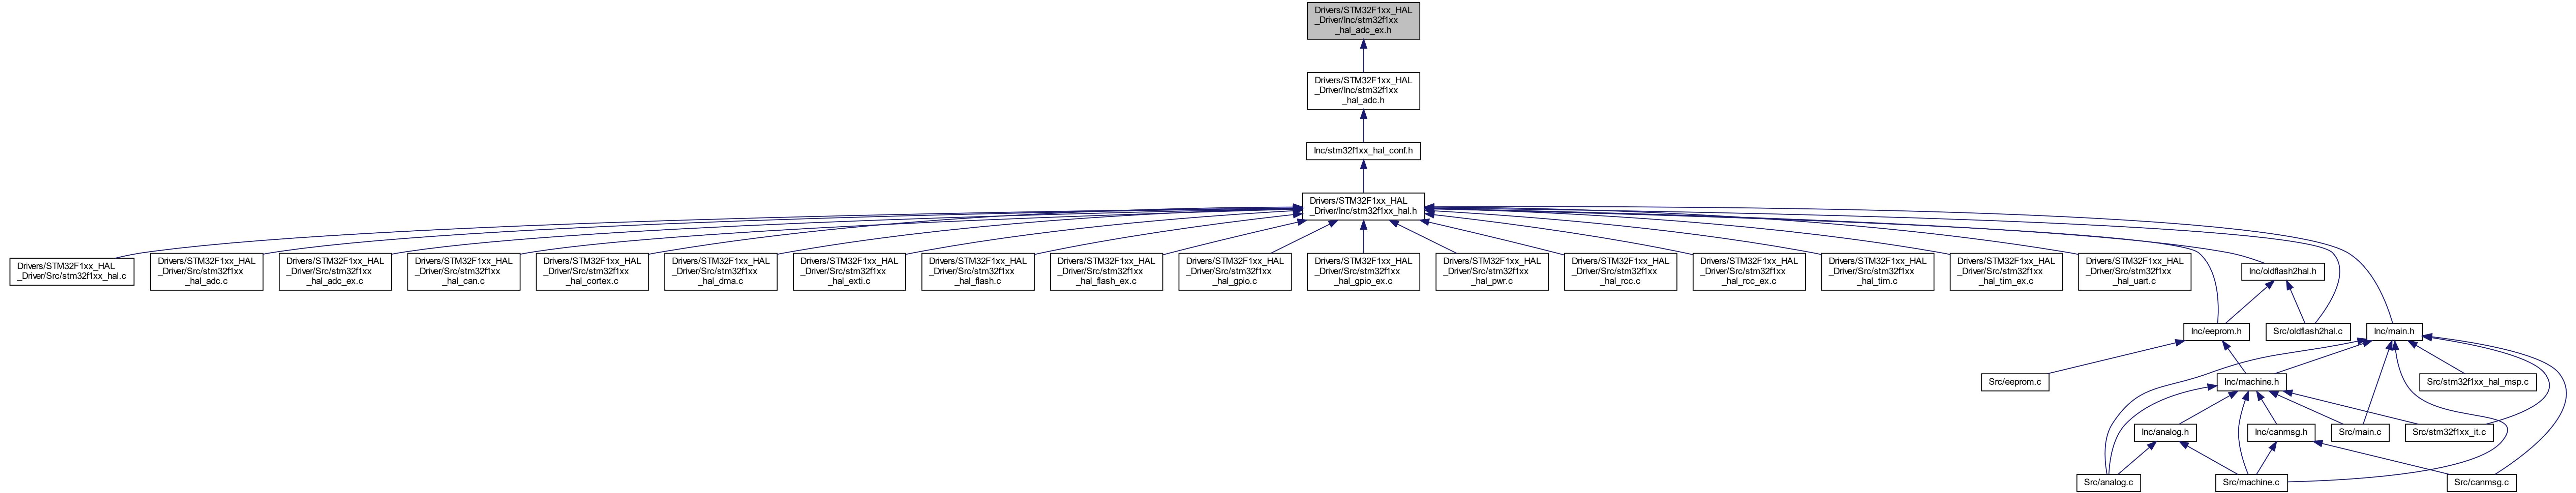 Drivers/STM32F1xx_HAL
_Driver/Inc/stm32f1xx
_hal_adc_ex.h
Drivers/STM32F1xx_HAL
_Driver/Inc/stm32f1xx
_hal_adc.h
Inc/stm32f1xx_hal_conf.h
Drivers/STM32F1xx_HAL
_Driver/Inc/stm32f1xx_hal.h
Drivers/STM32F1xx_HAL
_Driver/Src/stm32f1xx_hal.c
Drivers/STM32F1xx_HAL
_Driver/Src/stm32f1xx
_hal_adc.c
Drivers/STM32F1xx_HAL
_Driver/Src/stm32f1xx
_hal_adc_ex.c
Drivers/STM32F1xx_HAL
_Driver/Src/stm32f1xx
_hal_can.c
Drivers/STM32F1xx_HAL
_Driver/Src/stm32f1xx
_hal_cortex.c
Drivers/STM32F1xx_HAL
_Driver/Src/stm32f1xx
_hal_dma.c
Drivers/STM32F1xx_HAL
_Driver/Src/stm32f1xx
_hal_exti.c
Drivers/STM32F1xx_HAL
_Driver/Src/stm32f1xx
_hal_flash.c
Drivers/STM32F1xx_HAL
_Driver/Src/stm32f1xx
_hal_flash_ex.c
Drivers/STM32F1xx_HAL
_Driver/Src/stm32f1xx
_hal_gpio.c
Drivers/STM32F1xx_HAL
_Driver/Src/stm32f1xx
_hal_gpio_ex.c
Drivers/STM32F1xx_HAL
_Driver/Src/stm32f1xx
_hal_pwr.c
Drivers/STM32F1xx_HAL
_Driver/Src/stm32f1xx
_hal_rcc.c
Drivers/STM32F1xx_HAL
_Driver/Src/stm32f1xx
_hal_rcc_ex.c
Drivers/STM32F1xx_HAL
_Driver/Src/stm32f1xx
_hal_tim.c
Drivers/STM32F1xx_HAL
_Driver/Src/stm32f1xx
_hal_tim_ex.c
Drivers/STM32F1xx_HAL
_Driver/Src/stm32f1xx
_hal_uart.c
Inc/oldflash2hal.h
Inc/eeprom.h
Src/oldflash2hal.c
Inc/main.h
Src/eeprom.c
Inc/machine.h
Src/stm32f1xx_hal_msp.c
Inc/analog.h
Inc/canmsg.h
Src/main.c
Src/stm32f1xx_it.c
Src/analog.c
Src/machine.c
Src/canmsg.c